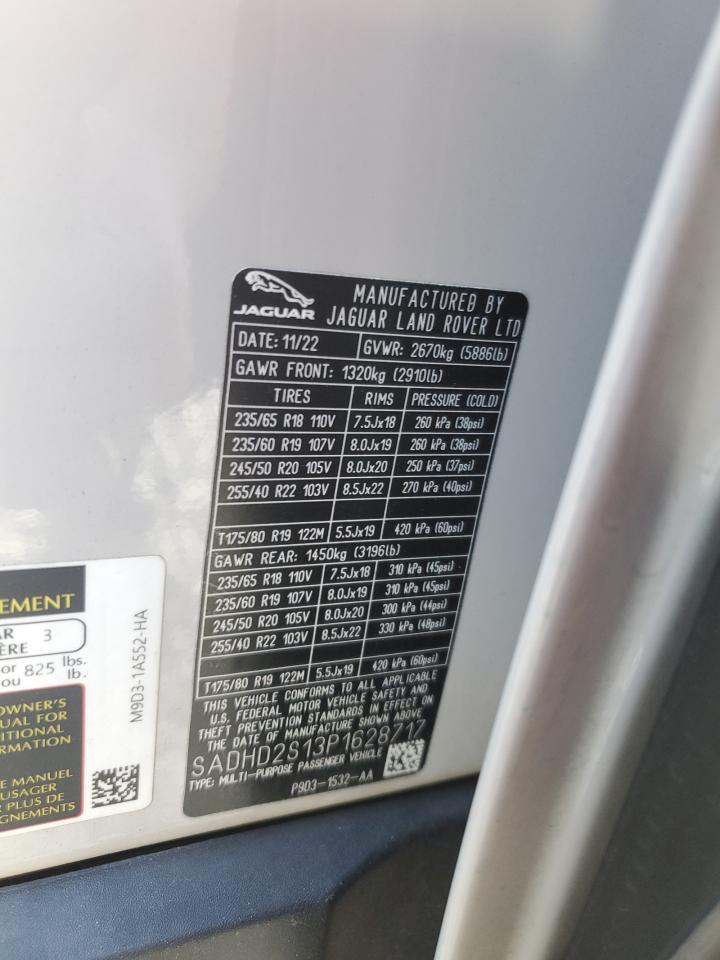 JAGUAR
MANUFACTURED BY
JAGUAR LAND ROVER LTD
DATE: 11/22 GVWR: 2670kg (5886lb)
GAWR FRONT: 1320kg (2910lb)
TIRES RIMS PRESSURE (COLD)
235/65 R18 110V 7.5Jx18 260 kPa (38psi)
235/60 R19 107V 8.0Jx19 260 kPa (38psi)
245/50 R20 105V 8.0Jx20 250 kPa (37psi)
255/40 R22 103V 8.5Jx22 270 kPa (40psi)
T175/80 R19 122M 5.5Jx19 420 kPa (60psi)
GAWR REAR: 1450kg (3196lb)
235/65 R18 110V 7.5Jx18 310 kPa (45psi)
235/60 R19 107V 8.0Jx19 310 kPa (45psi)
245/50 R20 105V 8.0Jx20 300 kPa (44psi)
255/40 R22 103V 8.5Jx22 330 kPa (48psi)
T175/80 R19 122M 5.5Jx19 420 kPa (60psi)
THIS VEHICLE CONFORMS TO ALL APPLICABLE
U.S. FEDERAL MOTOR VEHICLE SAFETY AND
THEFT PREVENTION STANDARDS IN EFFECT ON
THE DATE OF MANUFACTURE SHOWN ABOVE
SADHD2S13P1628717
TYPE: MULTI-PURPOSE PASSENGER VEHICLE
P9D3-1532-AA
EMENT
AR 3
ÈRE
or 825 lbs.
ou lb.
OWNER'S
UAL FOR
DITIONAL
ORMATION
E MANUEL
USAGER
R PLUS DE
GNEMENTS
M9D3-1A552-HA